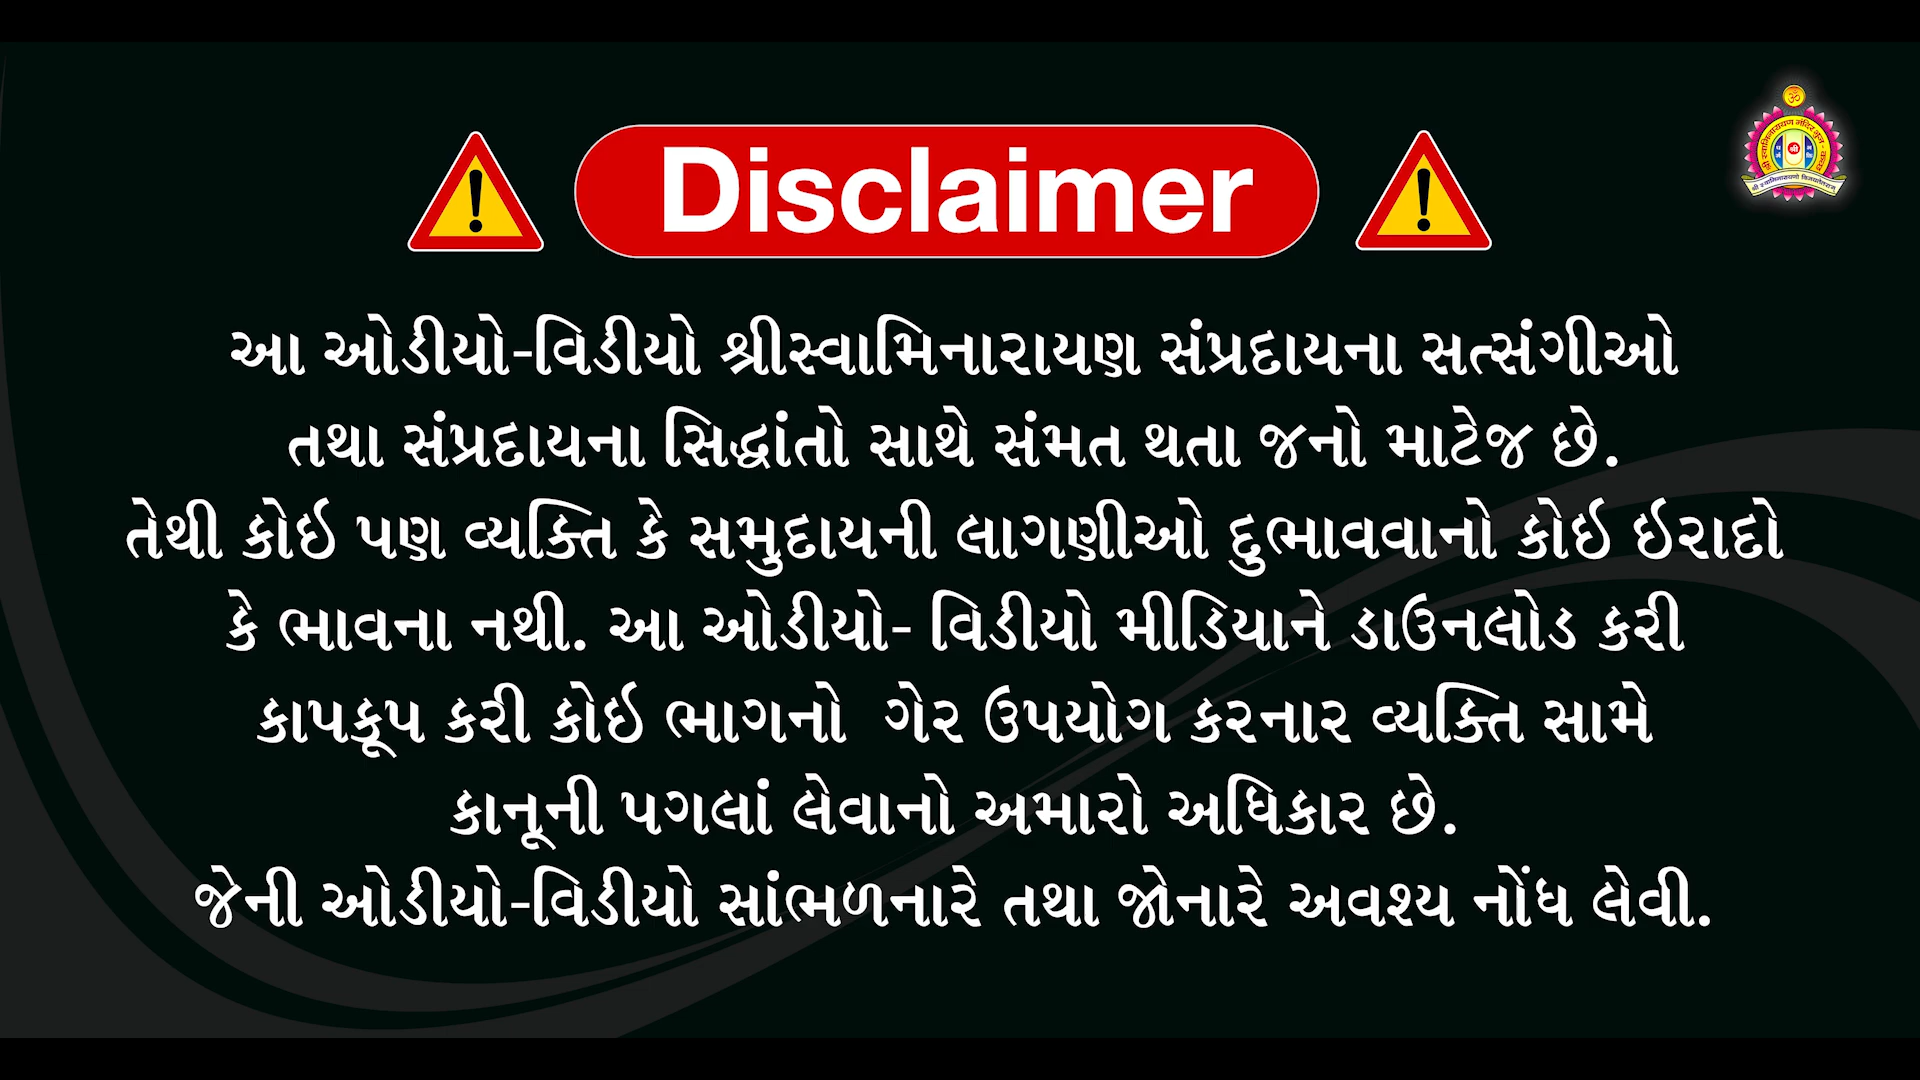 Disclaimer
આ ઓડીયો-વિડીયો શ્રીસ્વામિનારાયણ સંપ્રદાયના સત્સંગીઓ
તથા સંપ્રદાયના સિદ્ધાંતો સાથે સંમત થતા જનો માટેજ છે.
તેથી કોઇ પણ વ્યક્તિ કે સમુદાયની લાગણીઓ દુભાવવાનો કોઇ ઇરાદો
કે ભાવના નથી. આ ઓડીયો- વિડીયો મીડિયાને ડાઉનલોડ કરી
કાપકૂપ કરી કોઇ ભાગનો ગેર ઉપયોગ કરનાર વ્યક્તિ સામે
કાનૂની પગલાં લેવાનો અમારો અધિકાર છે.
જેની ઓડીયો-વિડીયો સાંભળનારે તથા જોનારે અવશ્ય નોંધ લેવી.